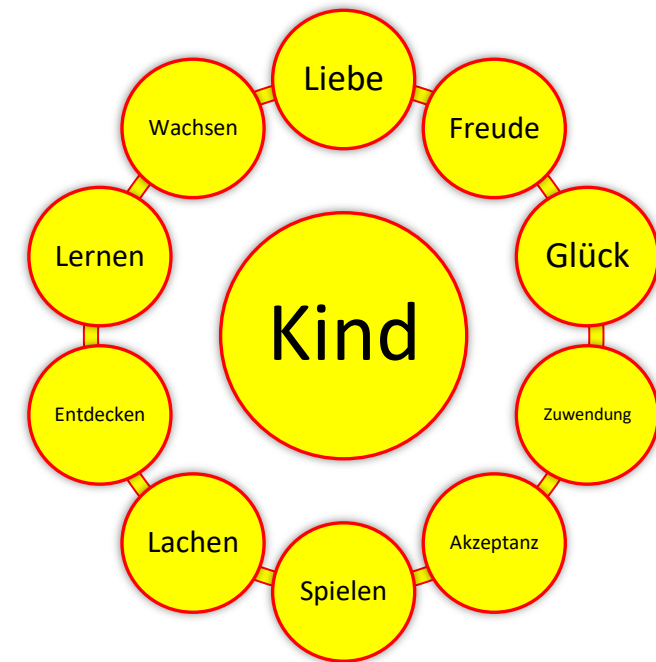 Liebe
Freude
Glück
Zuwendung
Akzeptanz
Spielen
Lachen
Entdecken
Lernen
Wachsen
Kind